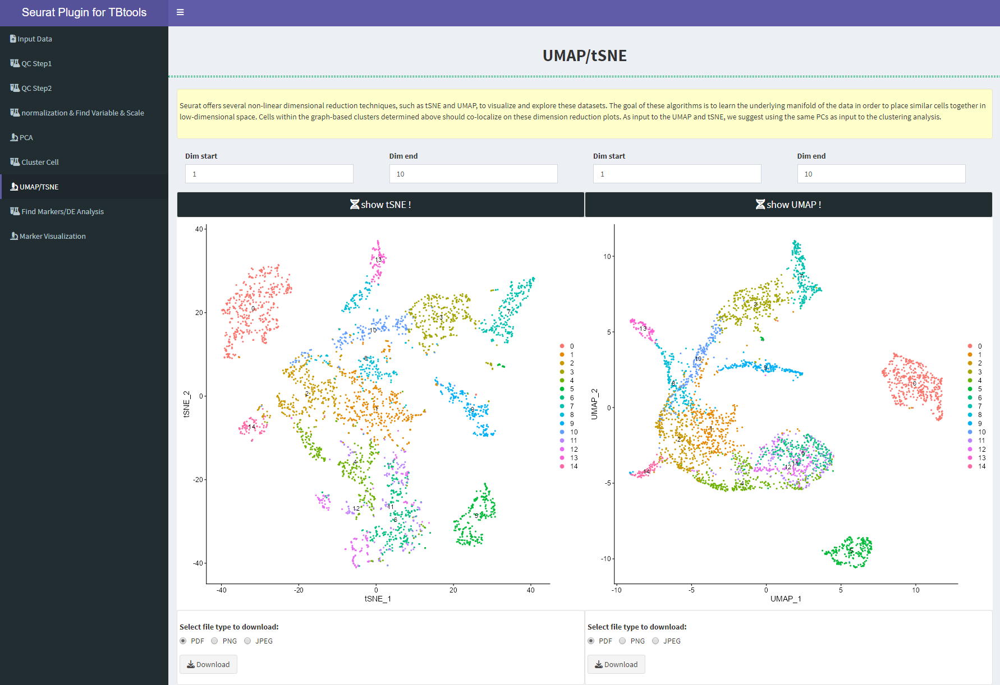 Seurat Plugin for TBtools
Input Data
QC Step1
QC Step2
normalization & Find Variable & Scale
PCA
Cluster Cell
UMAP/TSNE
Find Markers/DE Analysis
Marker Visualization
UMAP/tSNE
Seurat offers several non-linear dimensional reduction techniques, such as tSNE and UMAP, to visualize and explore these datasets. The goal of these algorithms is to learn the underlying manifold of the data in order to place similar cells together in
low-dimensional space. Cells within the graph-based clusters determined above should co-localize on these dimension reduction plots. As input to the UMAP and tSNE, we suggest using the same PCs as input to the clustering analysis.
Dim start
1
Dim end
10
Dim start
1
Dim end
10
show tSNE !
show UMAP !
40
20
0
-20
-40
tSNE_2
-40
-20
0
20
40
tSNE_1
13
0
3
7
10
8
2
1
9
14
4
12
11
6
5
0
1
2
3
4
5
6
7
8
9
10
11
12
13
14
10
5
0
-5
-10
UMAP_2
-10
-5
0
5
10
UMAP_1
7
3
13
10
9
8
0
1
2
6
11
12
14
4
5
0
1
2
3
4
5
6
7
8
9
10
11
12
13
14
Select file type to download:
PDF PNG JPEG
Download
Select file type to download:
PDF PNG JPEG
Download